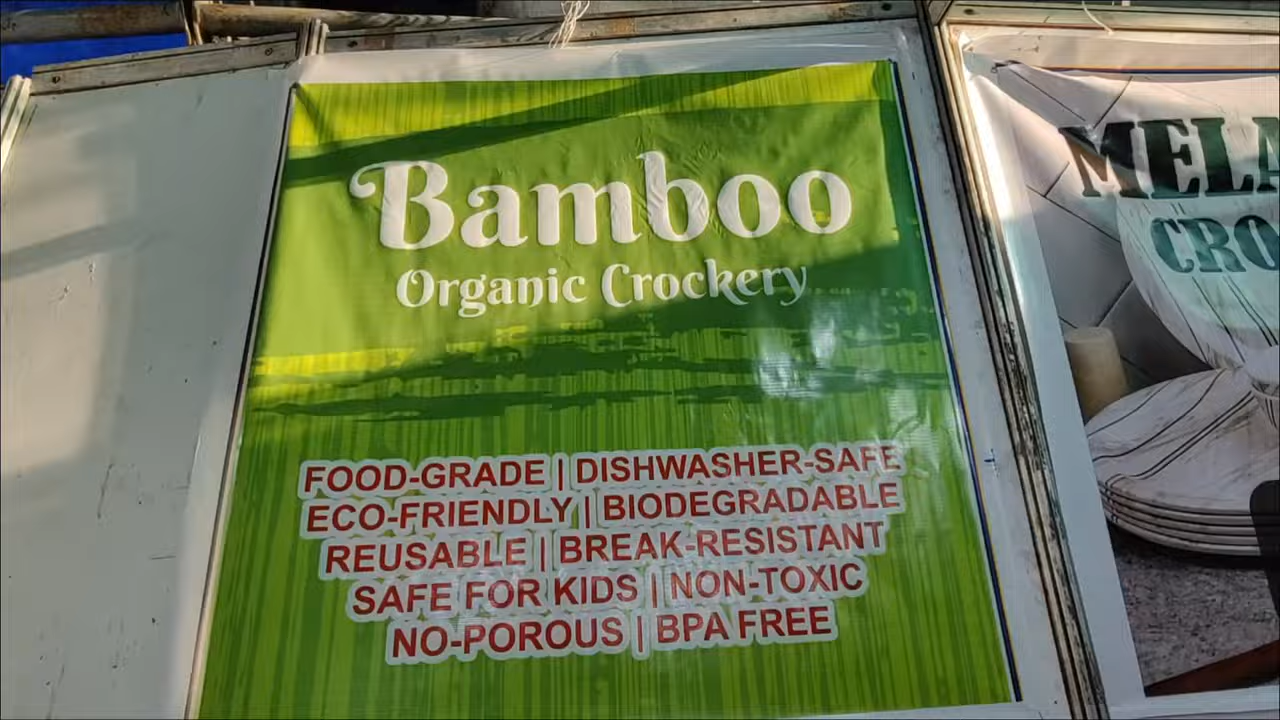 Bamboo
Organic Crockery
FOOD-GRADE | DISHWASHER-SAFE
ECO-FRIENDLY | BIODEGRADABLE
REUSABLE | BREAK-RESISTANT
SAFE FOR KIDS | NON-TOXIC
NO-POROUS | BPA FREE
MELA
CRO